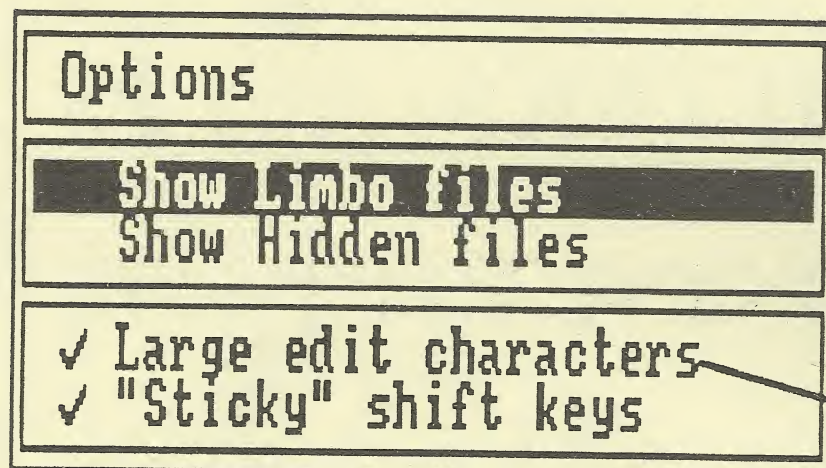 Options
Show Limbo files
Show Hidden files
✓ Large edit characters
✓ "Sticky" shift keys